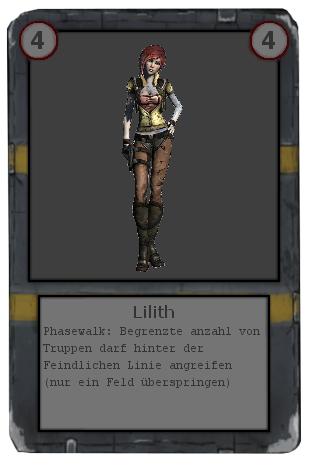 4 4
Lilith
Phasewalk: Begrenzte anzahl von
Truppen darf hinter der
Feindlichen Linie angreifen
(nur ein Feld überspringen)